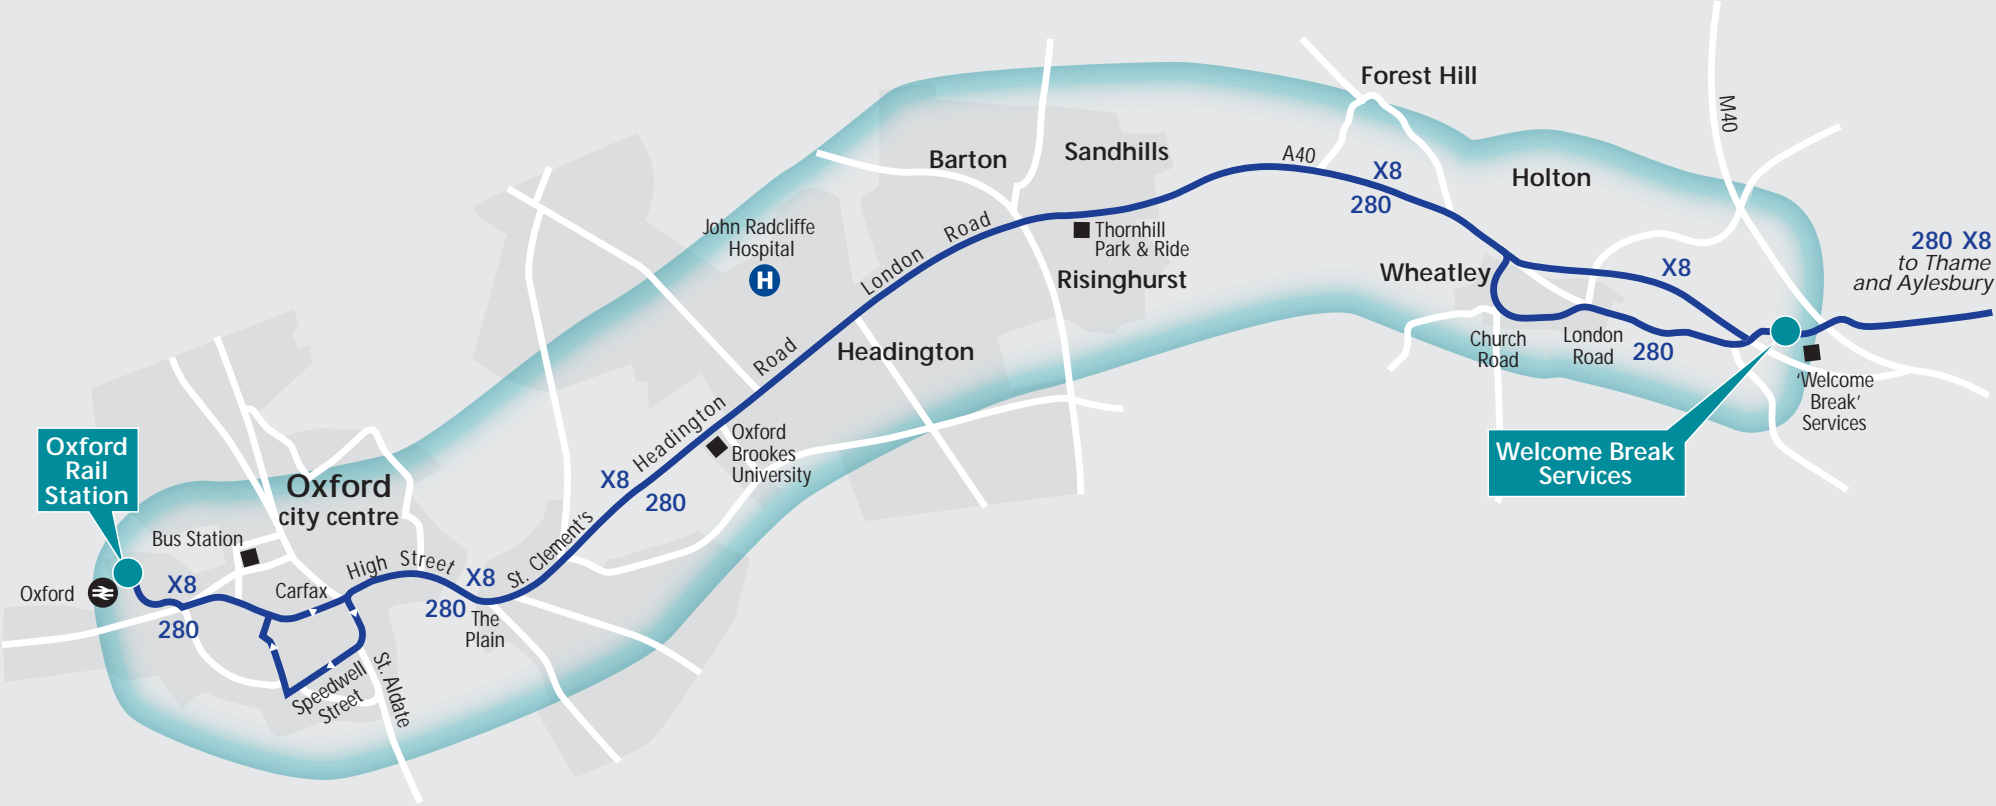 Oxford
Rail
Station
Oxford
X8
280
Bus Station
Oxford
city centre
Carfax
High Street
Speedwell
Street
St. Aldate
X8
280
The
Plain
St. Clement's
X8
280
Headington Road
Oxford
Brookes
University
John Radcliffe
Hospital
H
Headington
London Road
Barton
Sandhills
Thornhill
Park & Ride
Risinghurst
A40
X8
280
Forest Hill
Holton
Wheatley
Church
Road
London
Road
280
X8
M40
280 X8
to Thame
and Aylesbury
'Welcome
Break'
Services
Welcome Break
Services